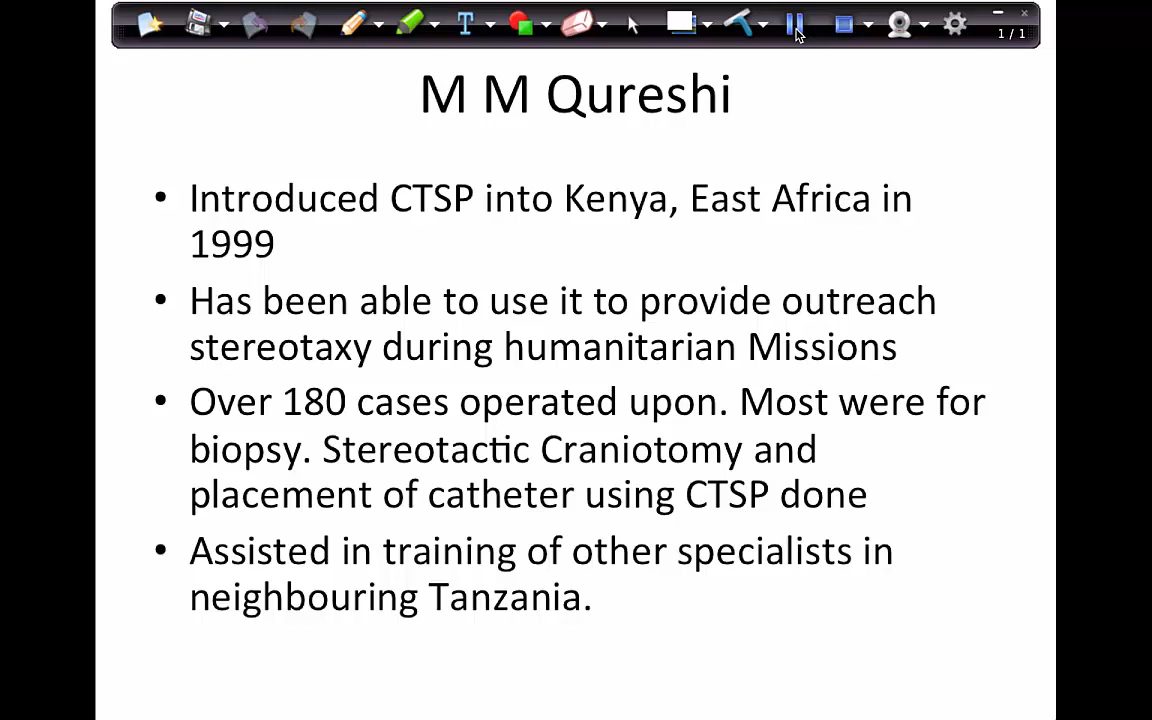 1 / 1
M M Qureshi
• Introduced CTSP into Kenya, East Africa in
1999
• Has been able to use it to provide outreach
stereotaxy during humanitarian Missions
• Over 180 cases operated upon. Most were for
biopsy. Stereotactic Craniotomy and
placement of catheter using CTSP done
• Assisted in training of other specialists in
neighbouring Tanzania.